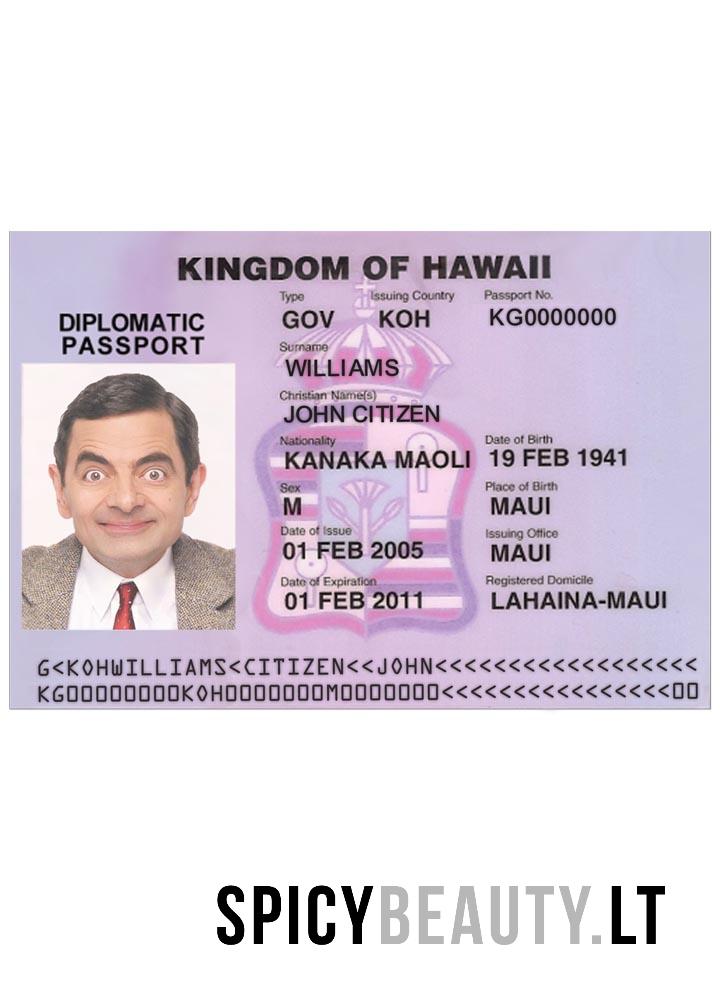 KINGDOM OF HAWAII
DIPLOMATIC
PASSPORT
Type Issuing Country Passport No.
GOV KOH KG0000000
Surname
WILLIAMS
Christian Name(s)
JOHN CITIZEN
Nationality Date of Birth
KANAKA MAOLI 19 FEB 1941
Sex Place of Birth
M MAUI
Date of Issue Issuing Office
01 FEB 2005 MAUI
Date of Expiration Registered Domicile
01 FEB 2011 LAHAINA-MAUI
G<KOHWILLIAMS<CITIZEN<<JOHN<<<<<<<<<<<<<<<<<<
KG00000000KOH0000000M0000000<<<<<<<<<<<<<<<<00
SPICYBEAUTY.LT